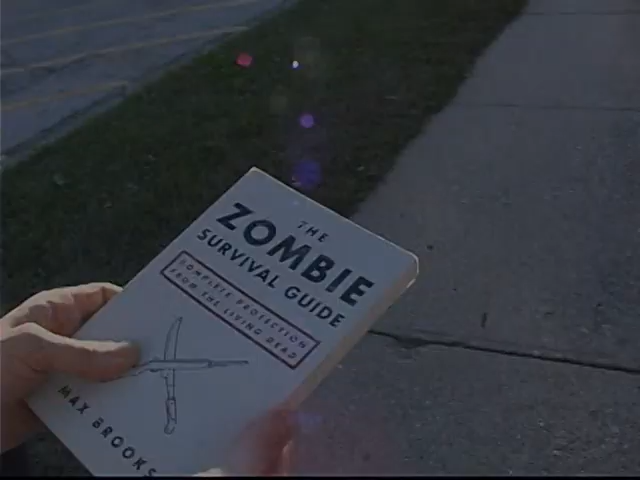 THE
ZOMBIE
SURVIVAL GUIDE
COMPLETE PROTECTION
FROM THE LIVING DEAD
MAX BROOKS